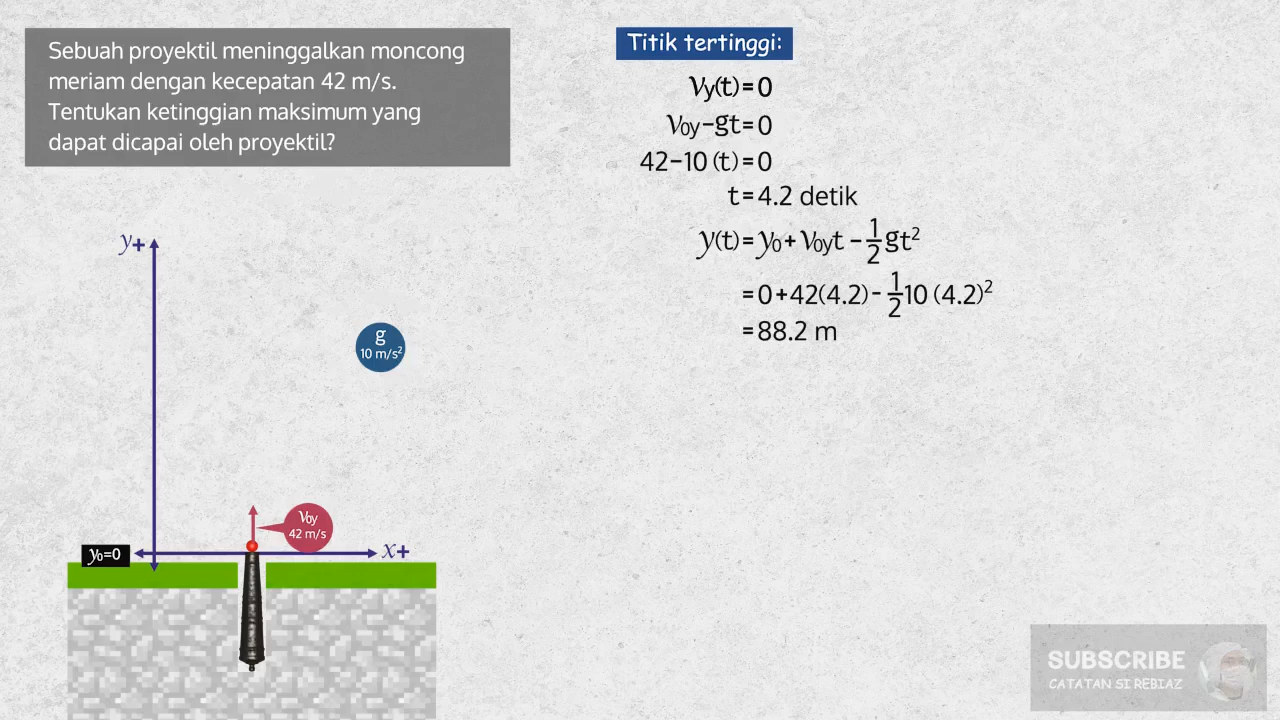 Sebuah proyektil meninggalkan moncong
meriam dengan kecepatan 42 m/s.
Tentukan ketinggian maksimum yang
dapat dicapai oleh proyektil?
Titik tertinggi:
Vy(t)=0
V0y-gt=0
42-10(t)=0
t=4.2 detik
y(t)=y0+V0yt-1/2gt²
=0+42(4.2)-1/2 10(4.2)²
=88.2 m
y+
g
10 m/s²
V0y
42 m/s
y0=0
x+
SUBSCRIBE
CATATAN SI REBIAZ